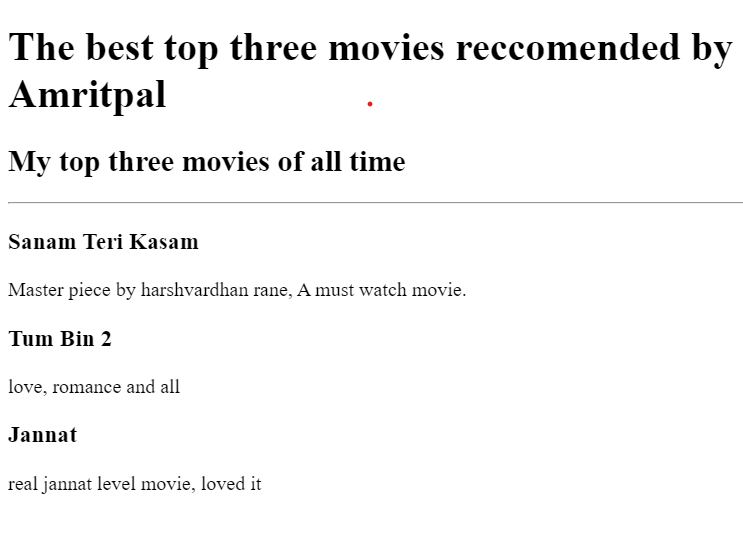 The best top three movies reccomended by
Amritpal
My top three movies of all time
Sanam Teri Kasam
Master piece by harshvardhan rane, A must watch movie.
Tum Bin 2
love, romance and all
Jannat
real jannat level movie, loved it